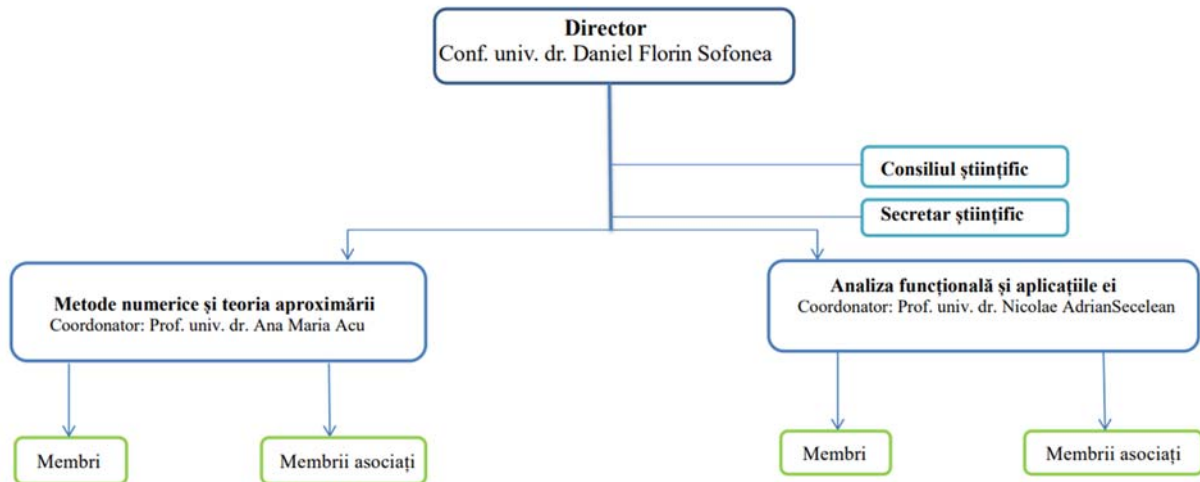 Director
Conf. univ. dr. Daniel Florin Sofonea
Consiliul științific
Secretar științific
Metode numerice și teoria aproximării
Coordonator: Prof. univ. dr. Ana Maria Acu
Analiza funcțională și aplicațiile ei
Coordonator: Prof. univ. dr. Nicolae AdrianSecelean
Membri
Membrii asociați
Membri
Membrii asociați